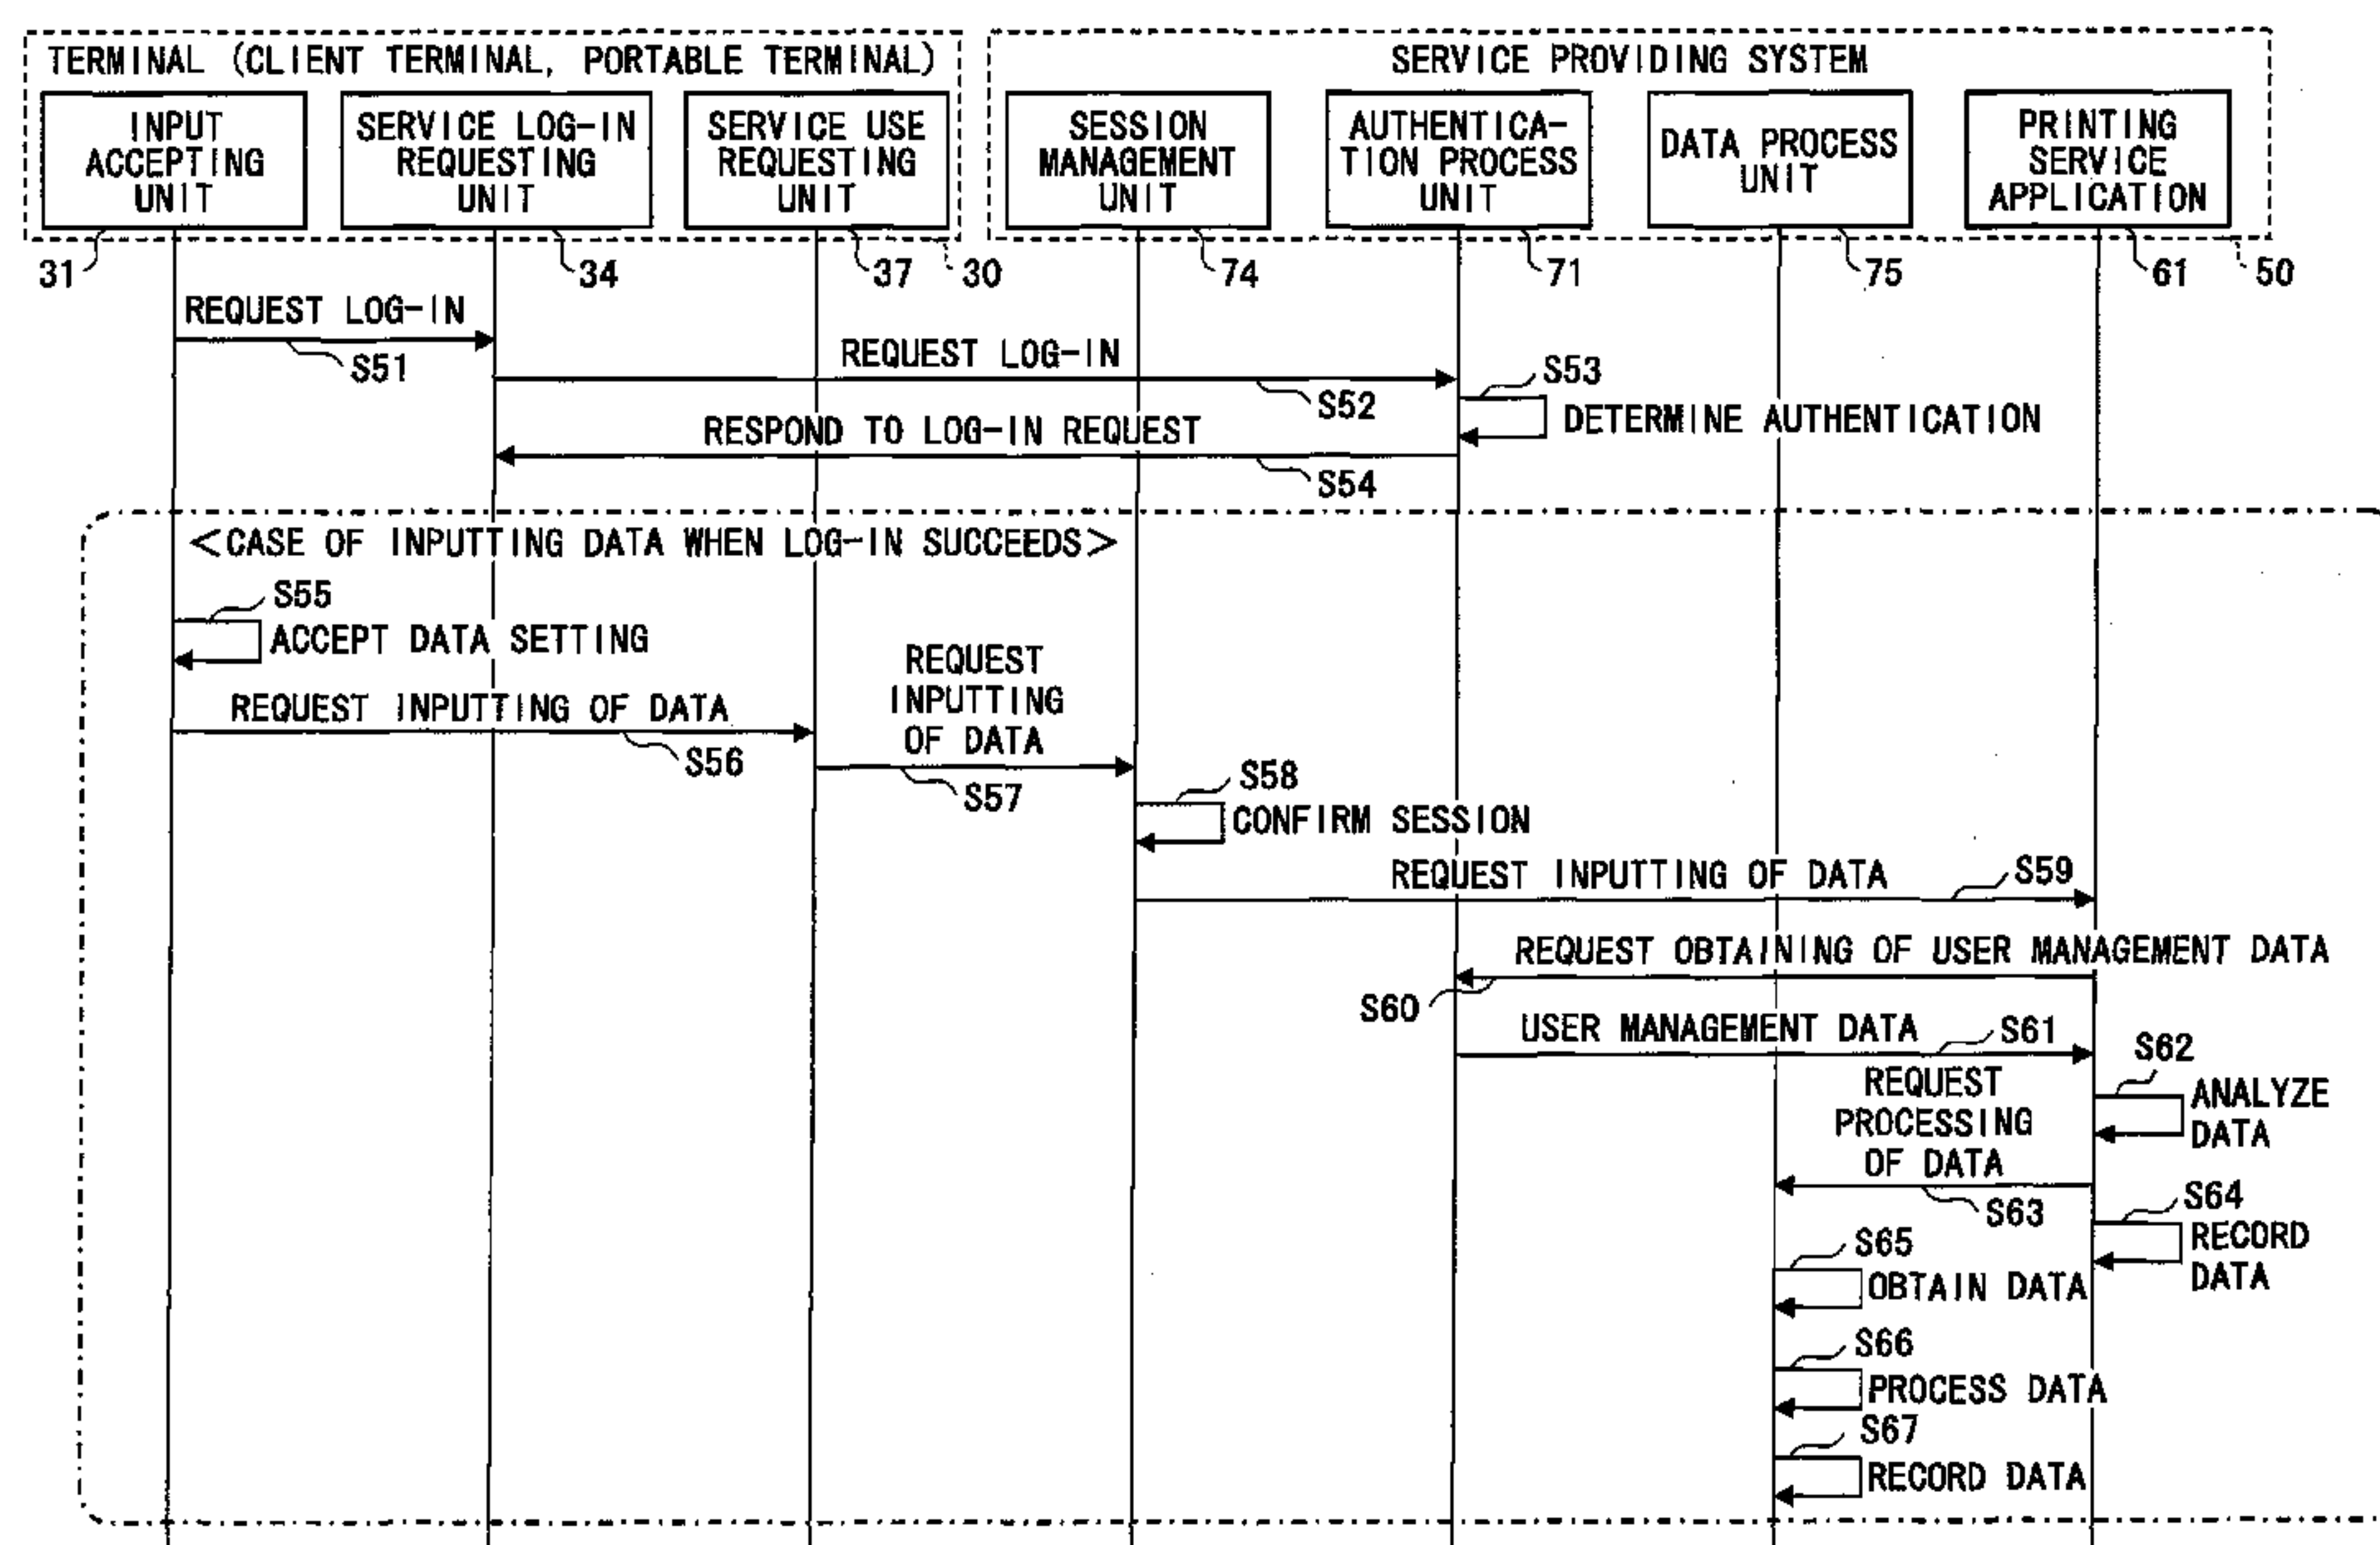 TERMINAL (CLIENT TERMINAL, PORTABLE TERMINAL)
SERVICE PROVIDING SYSTEM
INPUT
ACCEPTING
UNIT
SERVICE LOG-IN
REQUESTING
UNIT
SERVICE USE
REQUESTING
UNIT
SESSION
MANAGEMENT
UNIT
AUTHENTICA-
TION PROCESS
UNIT
DATA PROCESS
UNIT
PRINTING
SERVICE
APPLICATION
31
34
37
30
74
71
75
61
50
REQUEST LOG-IN
S51
REQUEST LOG-IN
S52
S53
DETERMINE AUTHENTICATION
RESPOND TO LOG-IN REQUEST
S54
<CASE OF INPUTTING DATA WHEN LOG-IN SUCCEEDS>
S55
ACCEPT DATA SETTING
REQUEST INPUTTING OF DATA
S56
REQUEST
INPUTTING
OF DATA
S57
S58
CONFIRM SESSION
REQUEST INPUTTING OF DATA
S59
REQUEST OBTAINING OF USER MANAGEMENT DATA
S60
USER MANAGEMENT DATA
S61
S62
ANALYZE
DATA
REQUEST
PROCESSING
OF DATA
S63
S64
RECORD
DATA
S65
OBTAIN DATA
S66
PROCESS DATA
S67
RECORD DATA